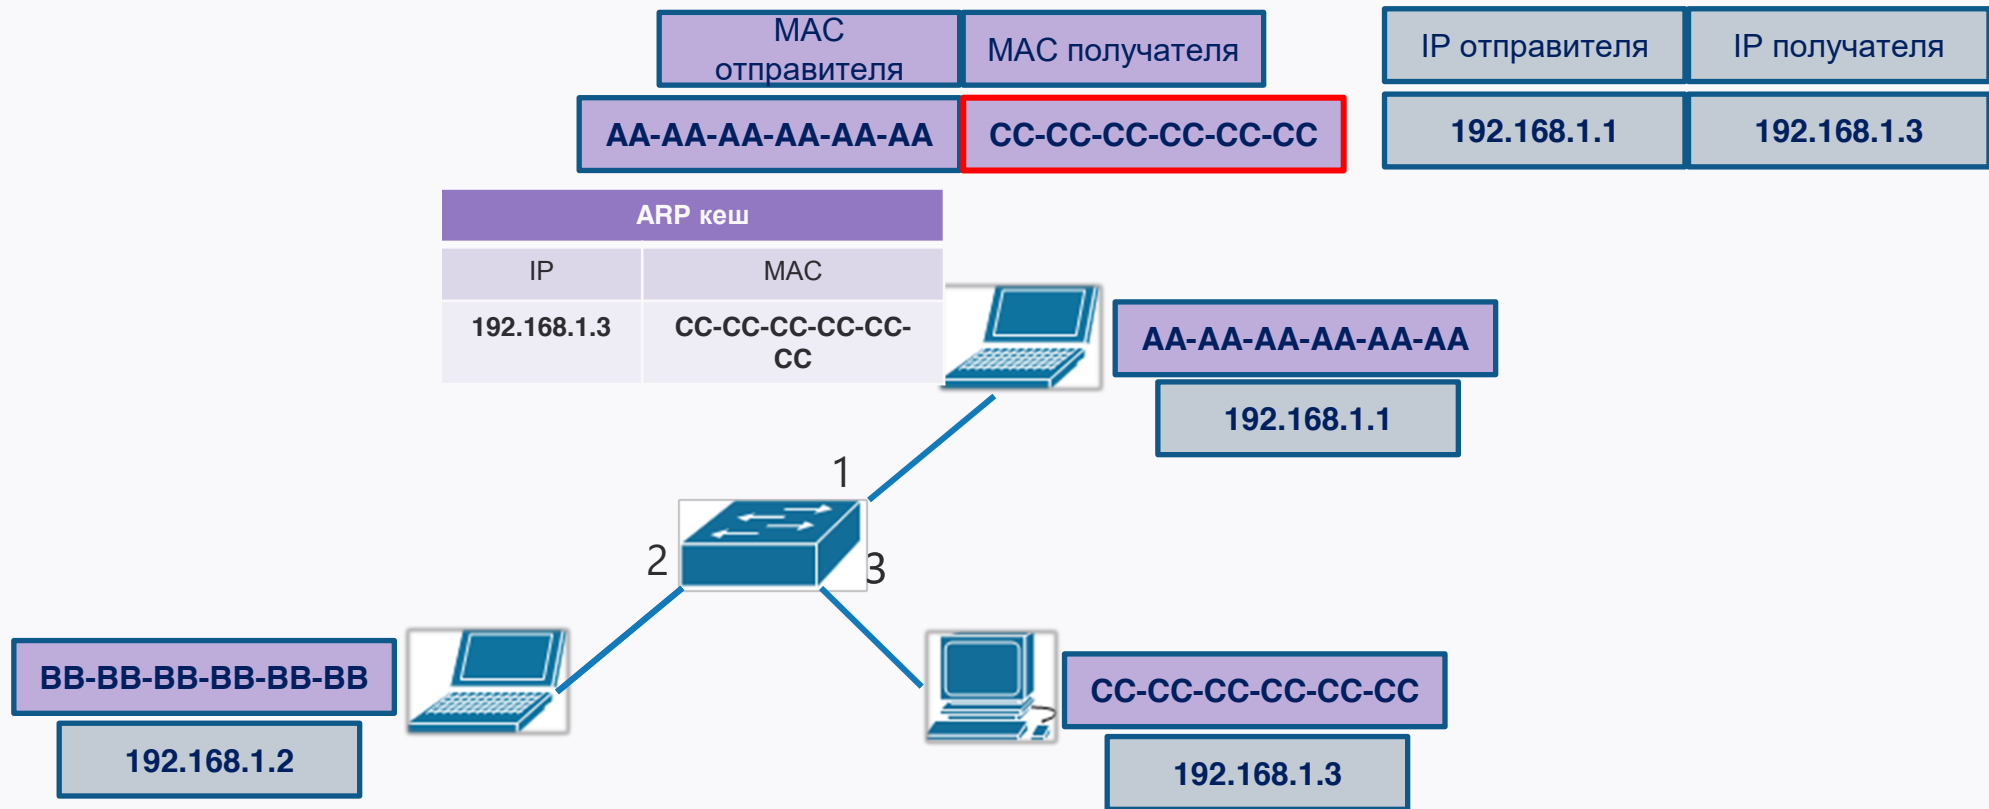 MAC
отправителя
MAC получателя
IP отправителя
IP получателя
AA-AA-AA-AA-AA-AA
CC-CC-CC-CC-CC-CC
192.168.1.1
192.168.1.3
ARP кеш
IP
MAC
192.168.1.3
CC-CC-CC-CC-CC-
CC
AA-AA-AA-AA-AA-AA
192.168.1.1
1
2
3
BB-BB-BB-BB-BB-BB
192.168.1.2
CC-CC-CC-CC-CC-CC
192.168.1.3